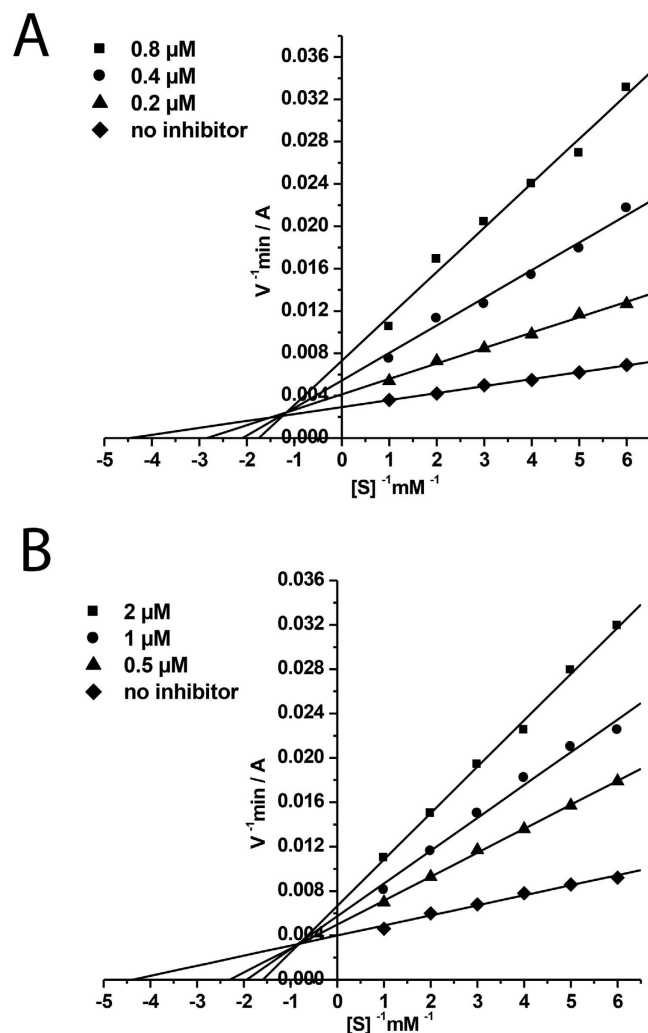 A
0.8 µM
0.4 µM
0.2 µM
no inhibitor
V⁻¹min / A
0.036
0.032
0.028
0.024
0.020
0.016
0.012
0.008
0.004
0.000
-5 -4 -3 -2 -1 0 1 2 3 4 5 6
[S] ⁻¹mM ⁻¹
B
2 µM
1 µM
0.5 µM
no inhibitor
V⁻¹min / A
0.036
0.032
0.028
0.024
0.020
0.016
0.012
0.008
0.004
0.000
-5 -4 -3 -2 -1 0 1 2 3 4 5 6
[S] ⁻¹mM⁻¹